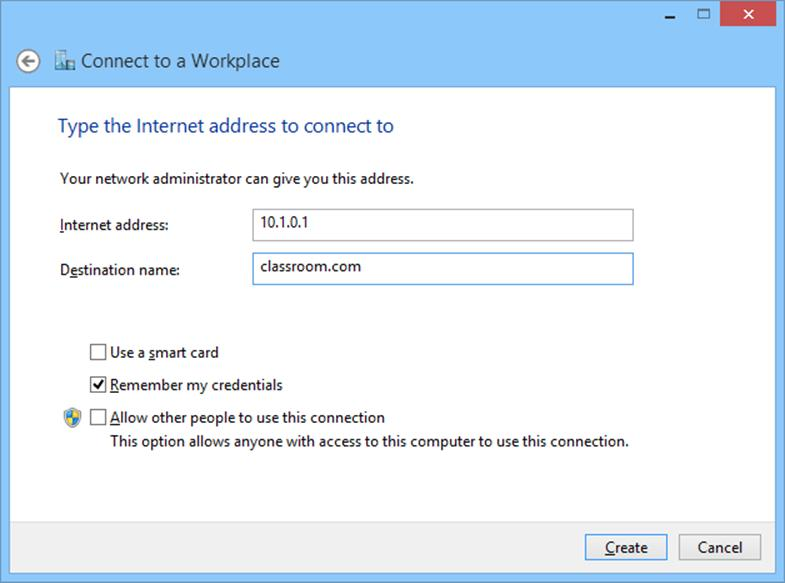 Connect to a Workplace
Type the Internet address to connect to
Your network administrator can give you this address.
Internet address: 10.1.0.1
Destination name: classroom.com
Use a smart card
Remember my credentials
Allow other people to use this connection
This option allows anyone with access to this computer to use this connection.
Create Cancel